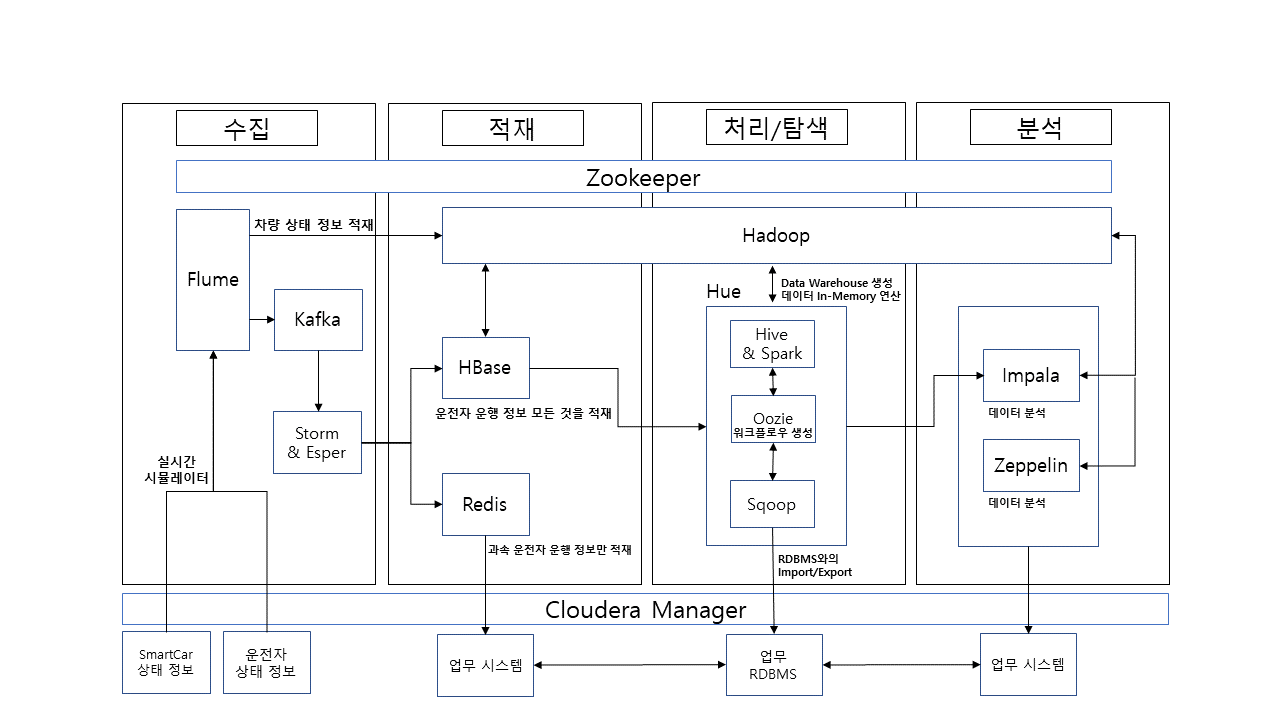 수집
적재
처리/탐색
분석
Zookeeper
차량 상태 정보 적재
Hadoop
Flume
Kafka
Storm
& Esper
실시간
시뮬레이터
HBase
운전자 운행 정보 모든 것을 적재
Redis
과속 운전자 운행 정보만 적재
Hue
Data Warehouse 생성
데이터 In-Memory 연산
Hive
& Spark
Oozie
워크플로우 생성
Sqoop
RDBMS와의
Import/Export
Impala
데이터 분석
Zeppelin
데이터 분석
Cloudera Manager
SmartCar
상태 정보
운전자
상태 정보
업무 시스템
업무
RDBMS
업무 시스템